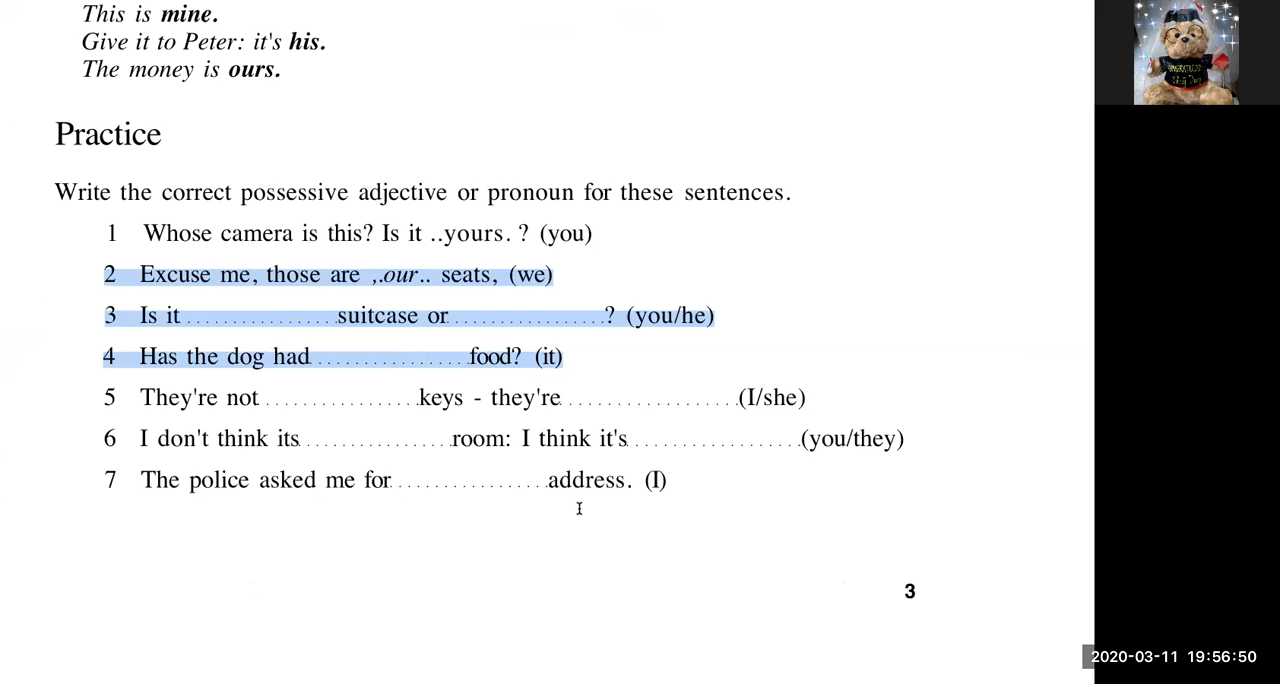 This is mine.
Give it to Peter: it's his.
The money is ours.
Practice
Write the correct possessive adjective or pronoun for these sentences.
1 Whose camera is this? Is it ..yours. ? (you)
2 Excuse me, those are ,.our.. seats, (we)
3 Is it ................. suitcase or ................. ? (you/he)
4 Has the dog had ................. food? (it)
5 They're not ................. keys - they're ................... (I/she)
6 I don't think its ................. room: I think it's ................... (you/they)
7 The police asked me for ................. address. (I)
3
2020-03-11 19:56:50